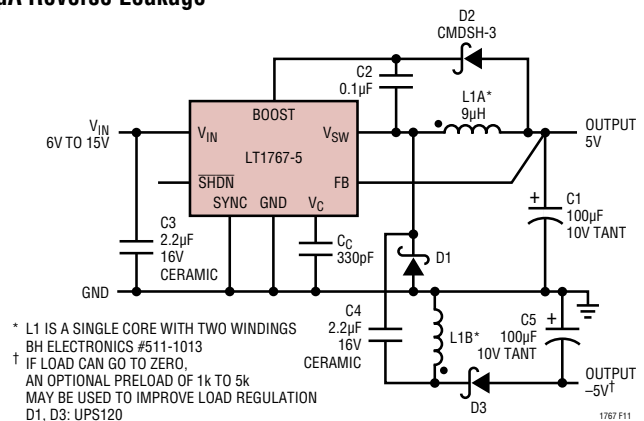 Reverse Leakage
D2
CMDSH-3
C2
0.1µF
L1A*
9µH
BOOST
VIN
6V TO 15V
VIN
VSW
OUTPUT
5V
LT1767-5
SHDN
FB
SYNC GND VC
C1
100µF
10V TANT
C3
2.2µF
16V
CERAMIC
CC
330pF
D1
GND
C4
2.2µF
16V
CERAMIC
L1B*
C5
100µF
10V TANT
OUTPUT
–5V†
D3
* L1 IS A SINGLE CORE WITH TWO WINDINGS
BH ELECTRONICS #511-1013
† IF LOAD CAN GO TO ZERO,
AN OPTIONAL PRELOAD OF 1k TO 5k
MAY BE USED TO IMPROVE LOAD REGULATION
D1, D3: UPS120
1767 F11
+
+